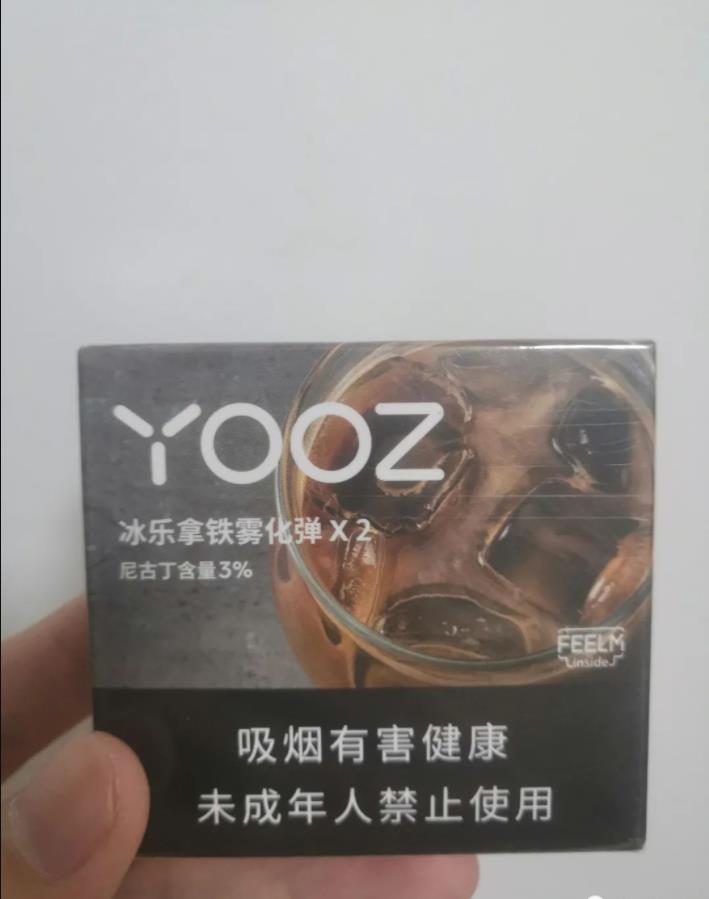 YOOZ
冰乐拿铁雾化弹 X 2
尼古丁含量3%
FEELM
inside
吸烟有害健康
未成年人禁止使用